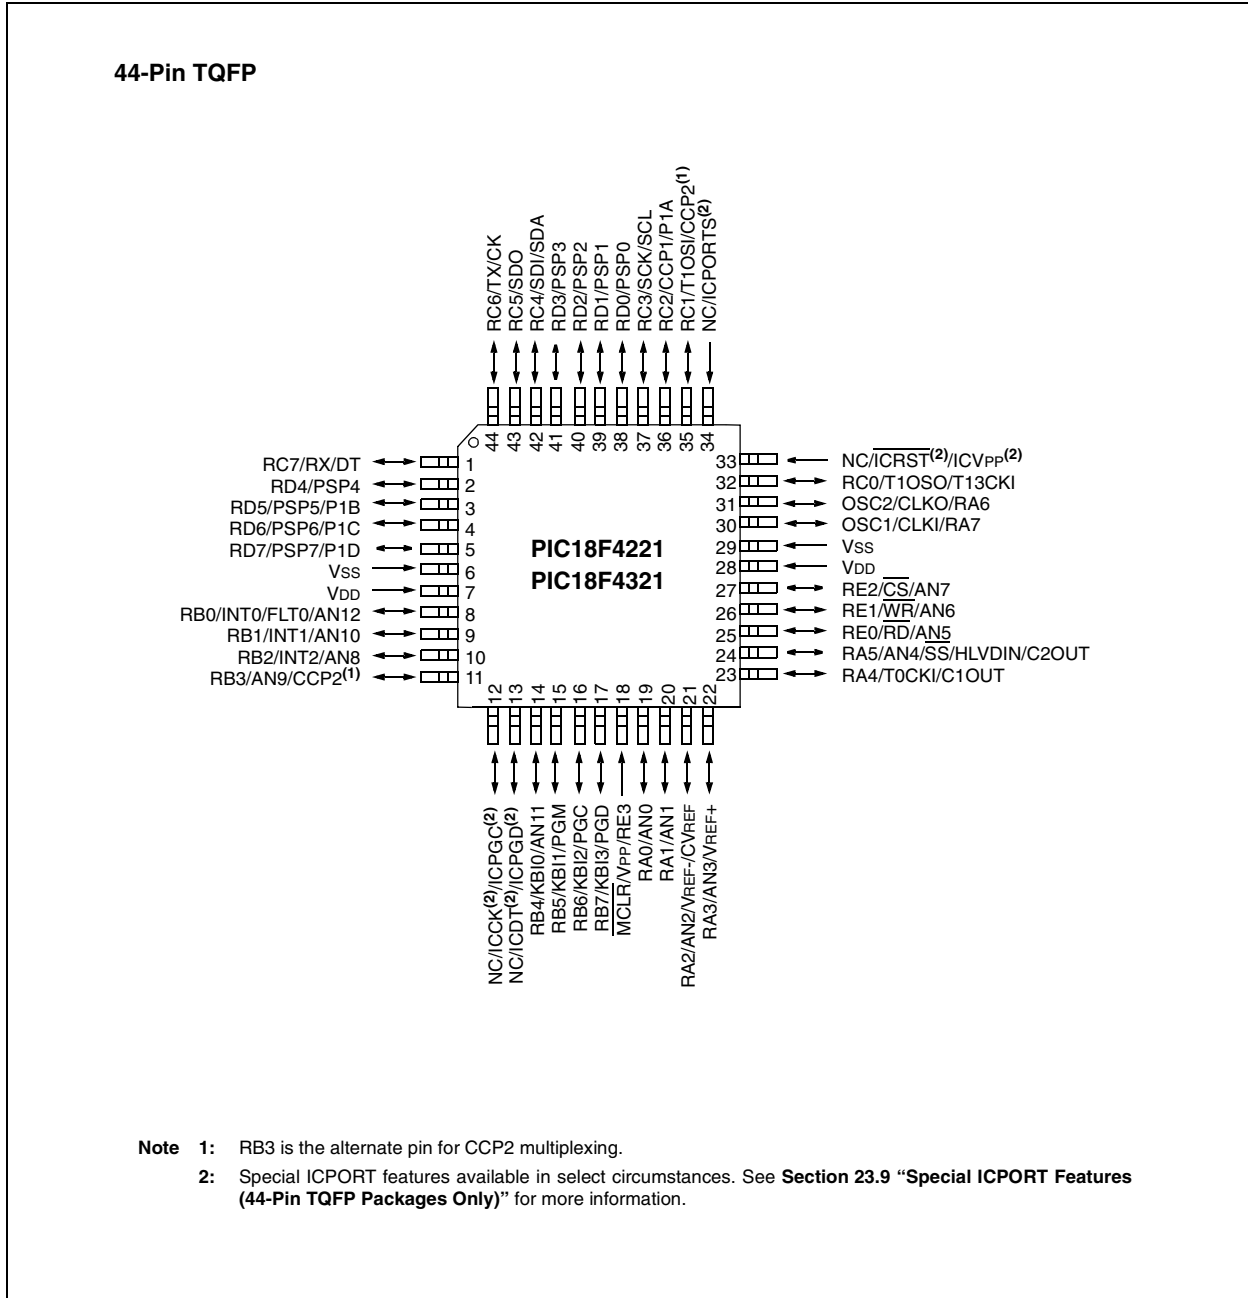 44-Pin TQFP
RC6/TX/CK
RC5/SDO
RC4/SDI/SDA
RD3/PSP3
RD2/PSP2
RD1/PSP1
RD0/PSP0
RC3/SCK/SCL
RC2/CCP1/P1A
RC1/T1OSI/CCP2(1)
NC/ICPORTS(2)
44
43
42
41
40
39
38
37
36
35
34
RC7/RX/DT 1
RD4/PSP4 2
RD5/PSP5/P1B 3
RD6/PSP6/P1C 4
RD7/PSP7/P1D 5
VSS 6
VDD 7
RB0/INT0/FLT0/AN12 8
RB1/INT1/AN10 9
RB2/INT2/AN8 10
RB3/AN9/CCP2(1) 11
PIC18F4221
PIC18F4321
33 NC/ICRST(2)/ICVPP(2)
32 RC0/T1OSO/T13CKI
31 OSC2/CLKO/RA6
30 OSC1/CLKI/RA7
29 VSS
28 VDD
27 RE2/CS/AN7
26 RE1/WR/AN6
25 RE0/RD/AN5
24 RA5/AN4/SS/HLVDIN/C2OUT
23 RA4/T0CKI/C1OUT
12
13
14
15
16
17
18
19
20
21
22
NC/ICCK(2)/ICPGC(2)
NC/ICDT(2)/ICPGD(2)
RB4/KBI0/AN11
RB5/KBI1/PGM
RB6/KBI2/PGC
RB7/KBI3/PGD
MCLR/VPP/RE3
RA0/AN0
RA1/AN1
RA2/AN2/VREF-/CVREF
RA3/AN3/VREF+
Note 1: RB3 is the alternate pin for CCP2 multiplexing.
2: Special ICPORT features available in select circumstances. See Section 23.9 “Special ICPORT Features
(44-Pin TQFP Packages Only)” for more information.